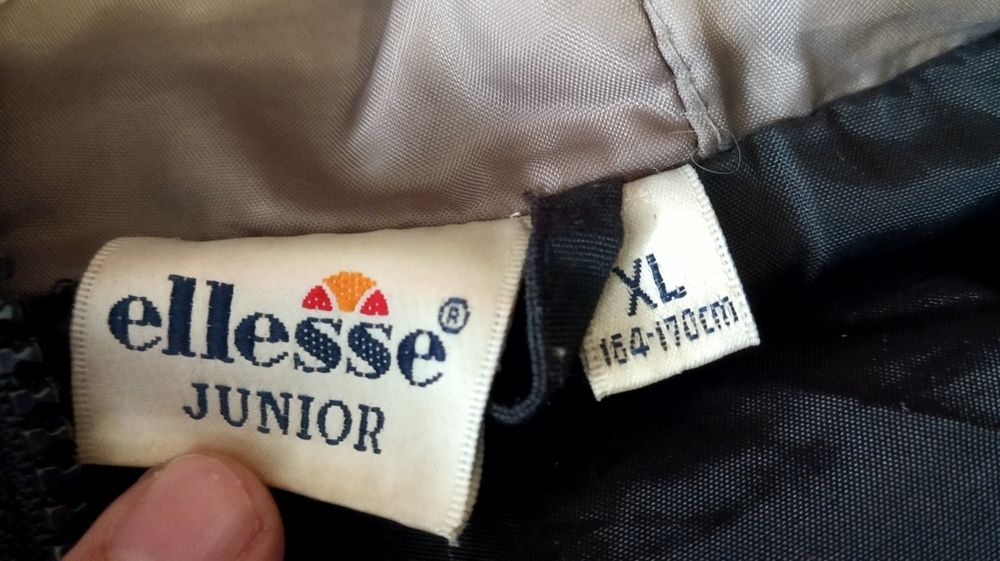 ellesse®
JUNIOR
XL
164-170cm